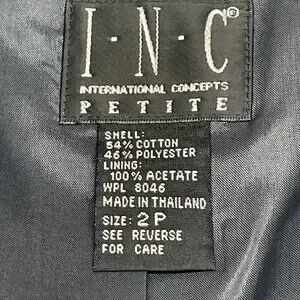 I·N·C®
INTERNATIONAL CONCEPTS
PETITE
SHELL:
54% COTTON
46% POLYESTER
LINING:
100% ACETATE
WPL 8046
MADE IN THAILAND
SIZE: 2P
SEE REVERSE
FOR CARE